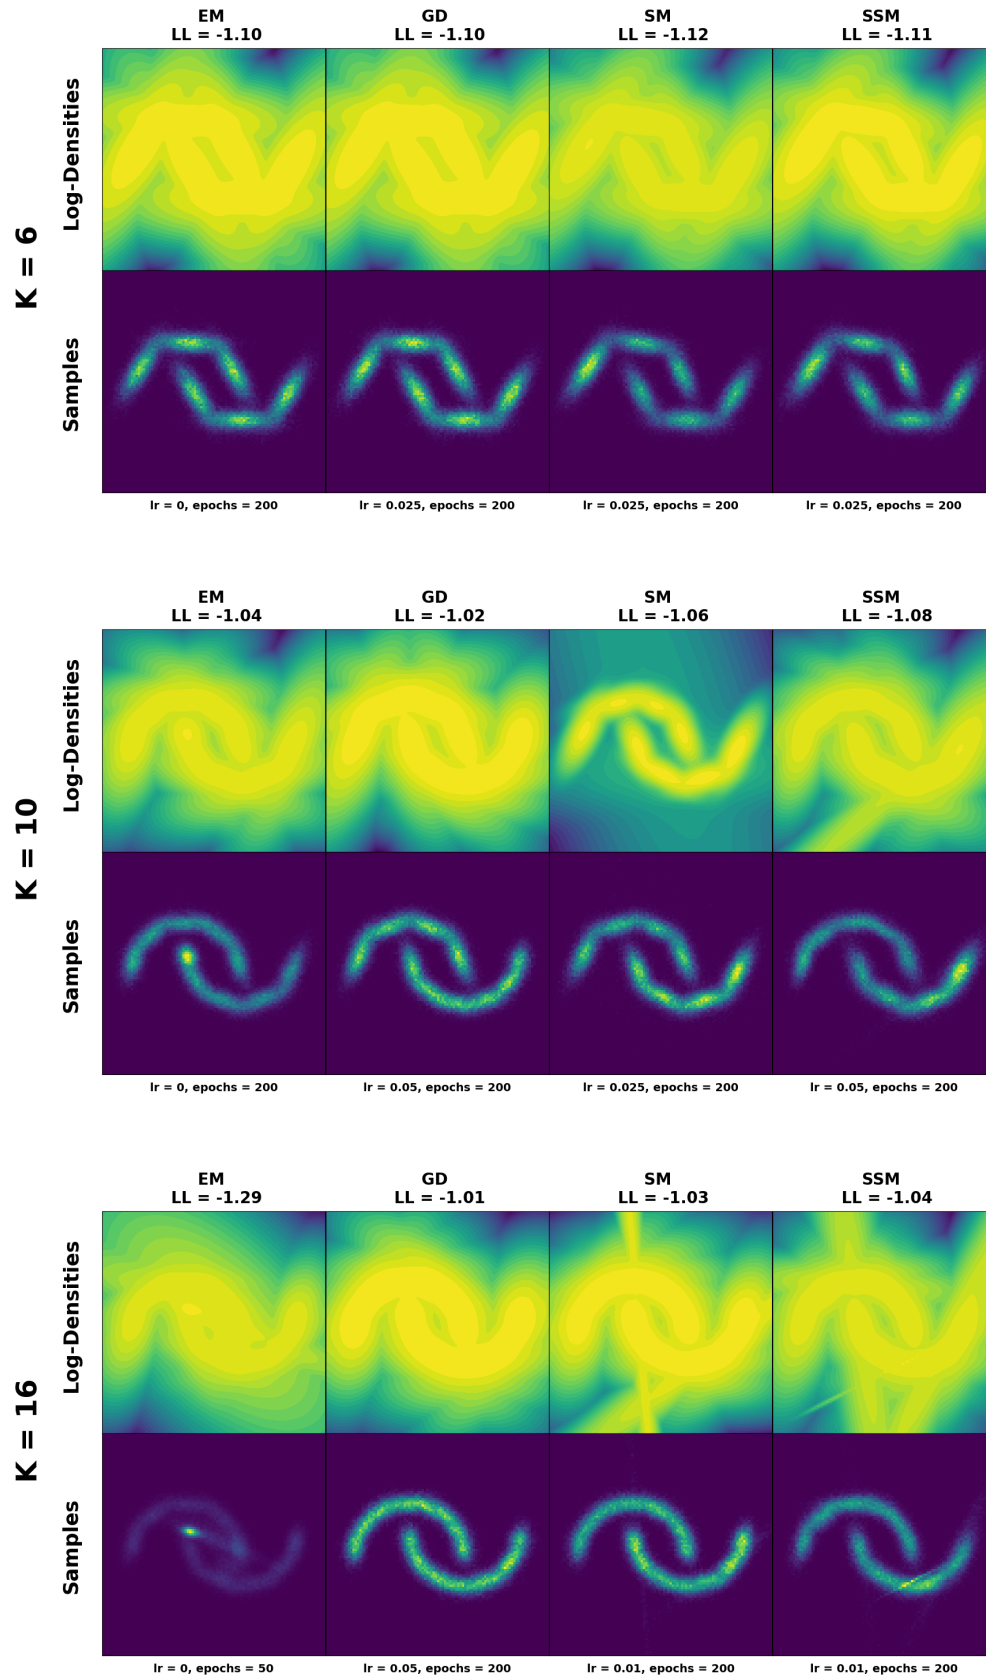 EM
LL = -1.10
GD
LL = -1.10
SM
LL = -1.12
SSM
LL = -1.11
K = 6
Log-Densities
Samples
lr = 0, epochs = 200
lr = 0.025, epochs = 200
lr = 0.025, epochs = 200
lr = 0.025, epochs = 200
EM
LL = -1.04
GD
LL = -1.02
SM
LL = -1.06
SSM
LL = -1.08
K = 10
Log-Densities
Samples
lr = 0, epochs = 200
lr = 0.05, epochs = 200
lr = 0.025, epochs = 200
lr = 0.05, epochs = 200
EM
LL = -1.29
GD
LL = -1.01
SM
LL = -1.03
SSM
LL = -1.04
K = 16
Log-Densities
Samples
lr = 0, epochs = 50
lr = 0.05, epochs = 200
lr = 0.01, epochs = 200
lr = 0.01, epochs = 200